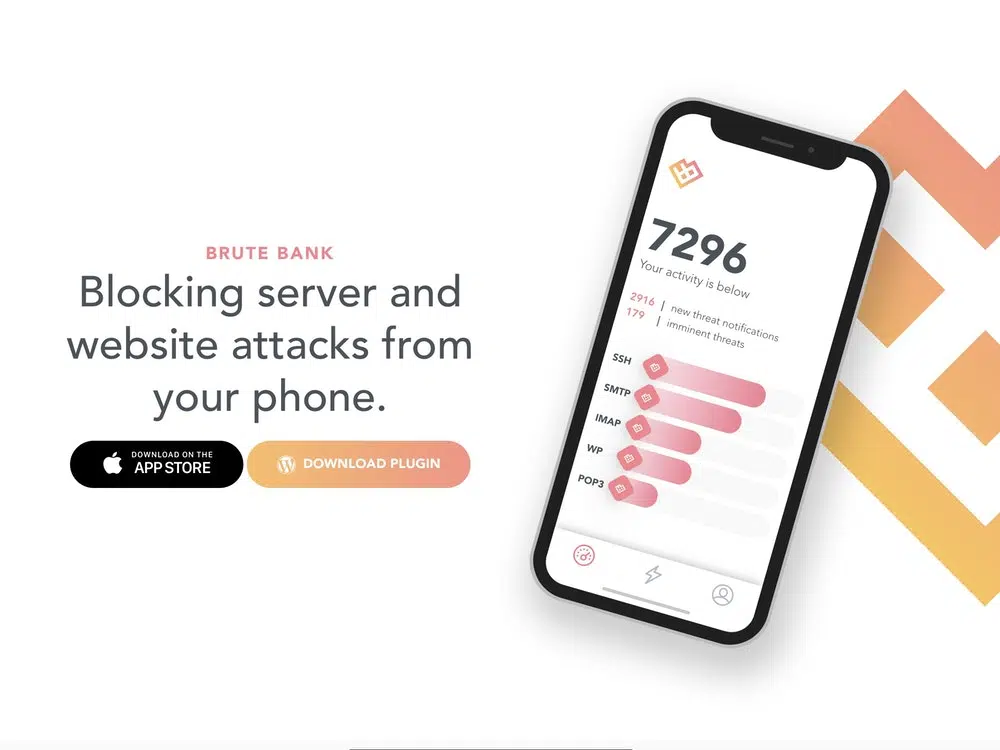 BRUTE BANK
Blocking server and
website attacks from
your phone.
DOWNLOAD ON THE
APP STORE
DOWNLOAD PLUGIN
7296
Your activity is below
2916 | new threat notifications
179 | imminent threats
SSH
SMTP
IMAP
WP
POP3